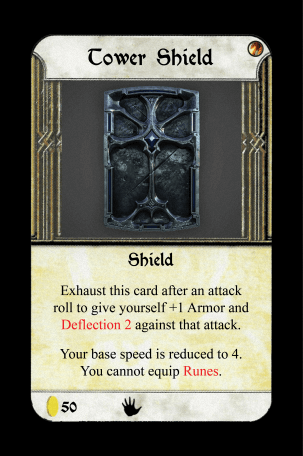 Tower Shield
Shield
Exhaust this card after an attack
roll to give yourself +1 Armor and
Deflection 2 against that attack.
Your base speed is reduced to 4.
You cannot equip Runes.
50